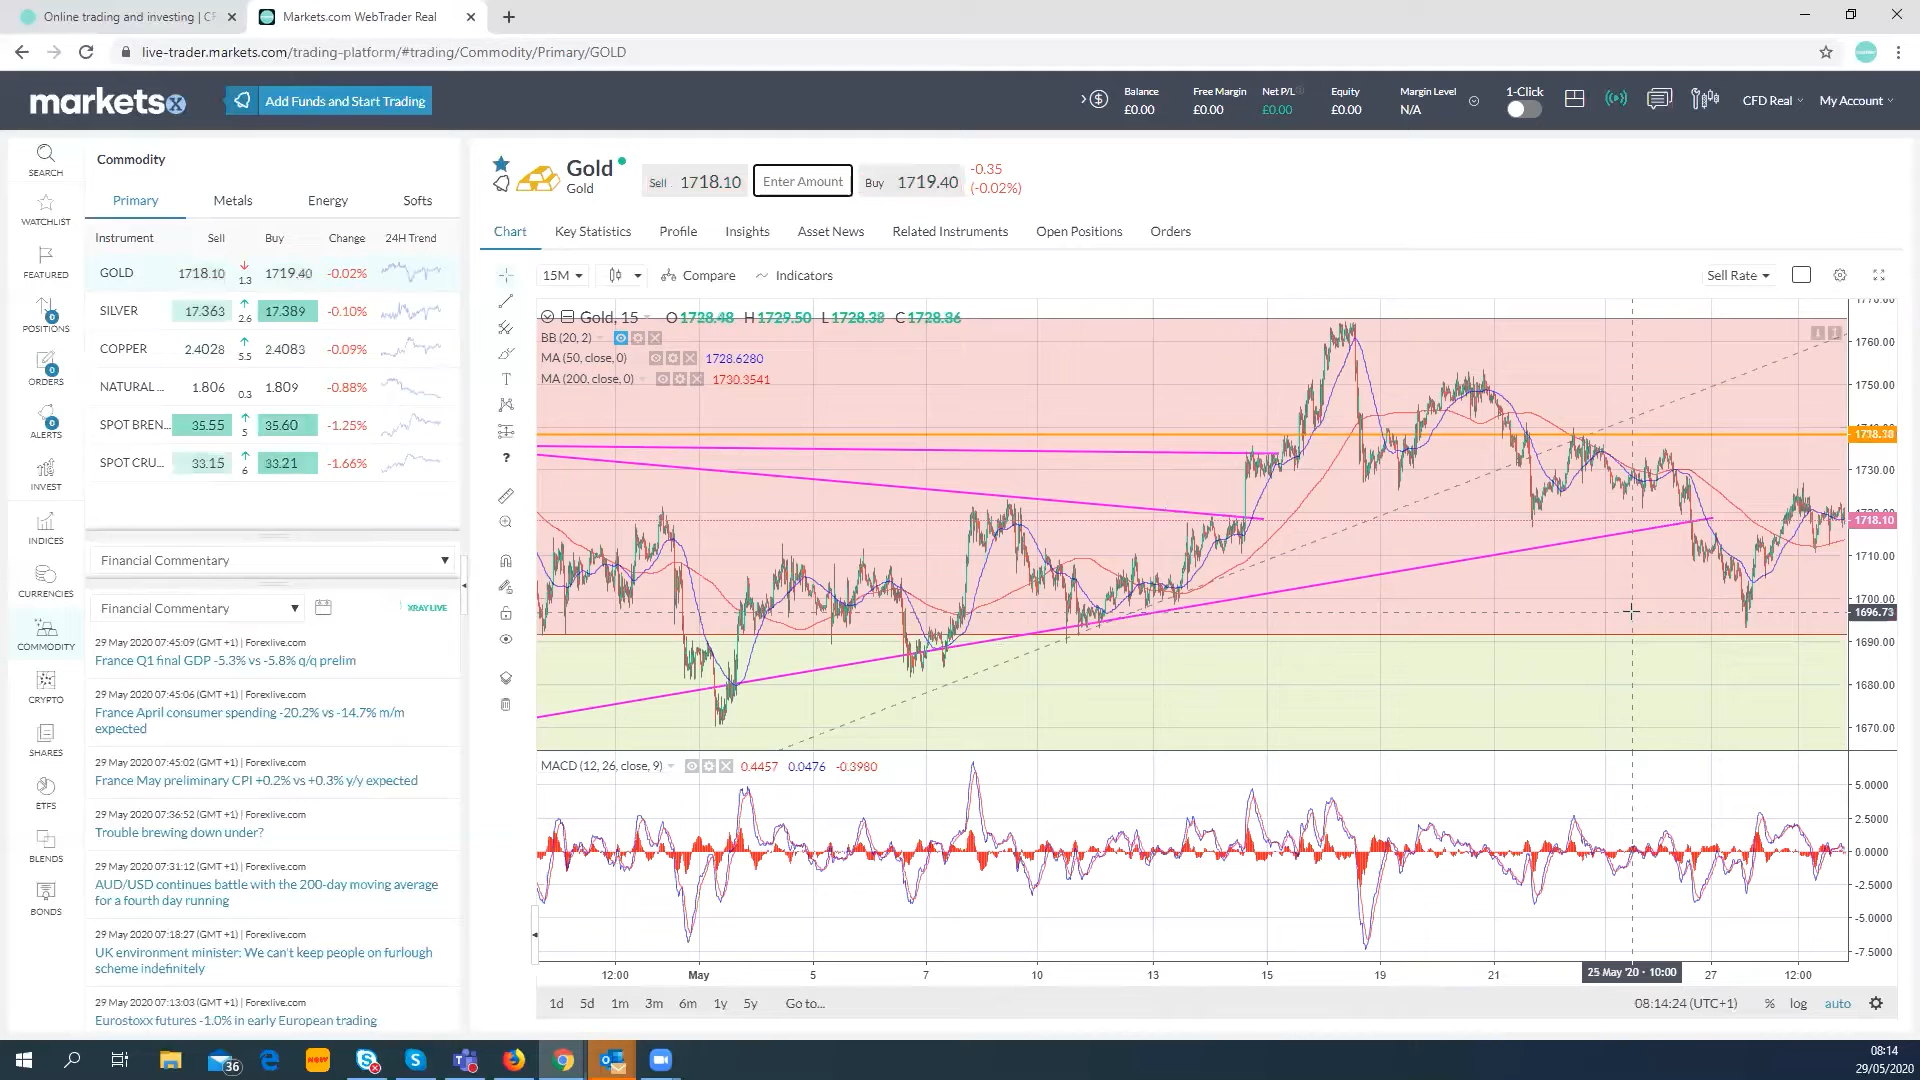 Online trading and investing | CF
Markets.com WebTrader Real
live-trader.markets.com/trading-platform/#trading/Commodity/Primary/GOLD
marketsx
Add Funds and Start Trading
Balance
£0.00
Free Margin
£0.00
Net P/L
£0.00
Equity
£0.00
Margin Level
N/A
1-Click
CFD Real
My Account
SEARCH
WATCHLIST
FEATURED
0
POSITIONS
0
ORDERS
0
ALERTS
INVEST
INDICES
CURRENCIES
COMMODITY
CRYPTO
SHARES
ETFS
BLENDS
BONDS
Commodity
Primary Metals Energy Softs
Instrument Sell Buy Change 24H Trend
GOLD 1718.10 1.3 1719.40 -0.02%
SILVER 17.363 2.6 17.389 -0.10%
COPPER 2.4028 5.5 2.4083 -0.09%
NATURAL ... 1.806 0.3 1.809 -0.88%
SPOT BREN... 35.55 5 35.60 -1.25%
SPOT CRU... 33.15 6 33.21 -1.66%
Financial Commentary
Financial Commentary
XRAY LIVE
29 May 2020 07:45:09 (GMT +1) | Forexlive.com
France Q1 final GDP -5.3% vs -5.8% q/q prelim
29 May 2020 07:45:06 (GMT +1) | Forexlive.com
France April consumer spending -20.2% vs -14.7% m/m
expected
29 May 2020 07:45:02 (GMT +1) | Forexlive.com
France May preliminary CPI +0.2% vs +0.3% y/y expected
29 May 2020 07:36:52 (GMT +1) | Forexlive.com
Trouble brewing down under?
29 May 2020 07:31:12 (GMT +1) | Forexlive.com
AUD/USD continues battle with the 200-day moving average
for a fourth day running
29 May 2020 07:18:27 (GMT +1) | Forexlive.com
UK environment minister: We can't keep people on furlough
scheme indefinitely
29 May 2020 07:13:03 (GMT +1) | Forexlive.com
Eurostoxx futures -1.0% in early European trading
Gold
Gold
Sell 1718.10
Enter Amount
Buy 1719.40
-0.35
(-0.02%)
Chart Key Statistics Profile Insights Asset News Related Instruments Open Positions Orders
15M Compare Indicators Sell Rate
Gold, 15 O1728.48 H1729.50 L1728.38 C1728.86
BB (20, 2)
MA (50, close, 0) 1728.6280
MA (200, close, 0) 1730.3541
T
?
1760.00
1750.00
1738.38
1730.00
1718.10
1710.00
1700.00
1696.73
1690.00
1680.00
1670.00
MACD (12, 26, close, 9) 0.4457 0.0476 -0.3980
5.0000
2.5000
0.0000
-2.5000
-5.0000
-7.5000
12:00 May 5 7 10 13 15 19 21 25 May '20 - 10:00 27 12:00
1d 5d 1m 3m 6m 1y 5y Go to... 08:14:24 (UTC+1) % log auto
36
NOW
08:14
29/05/2020